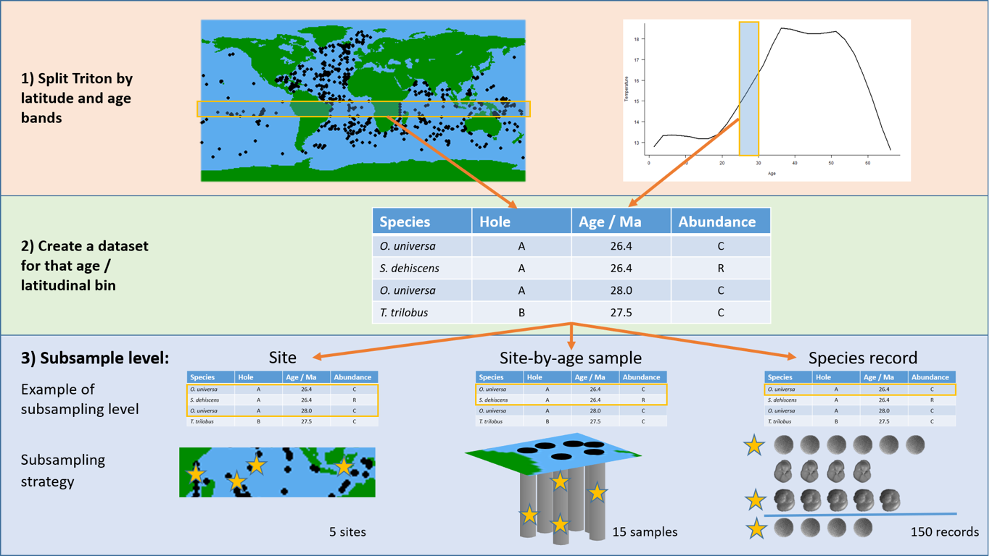 1) Split Triton by
latitude and age
bands
Temperature
18
17
16
15
14
13
0
10
20
30
40
50
60
Age
2) Create a dataset
for that age /
latitudinal bin
Species Hole Age / Ma Abundance
O. universa A 26.4 C
S. dehiscens A 26.4 R
O. universa A 28.0 C
T. trilobus B 27.5 C
3) Subsample level:
Site
Site-by-age sample
Species record
Example of
subsampling level
Species Hole Age / Ma Abundance
O. universa A 26.4 C
S. dehiscens A 26.4 R
O. universa A 28.0 C
T. trilobus B 27.5 C
Species Hole Age / Ma Abundance
O. universa A 26.4 C
S. dehiscens A 26.4 R
O. universa A 28.0 C
T. trilobus B 27.5 C
Species Hole Age / Ma Abundance
O. universa A 26.4 C
S. dehiscens A 26.4 R
O. universa A 28.0 C
T. trilobus B 27.5 C
Subsampling
strategy
5 sites
15 samples
150 records